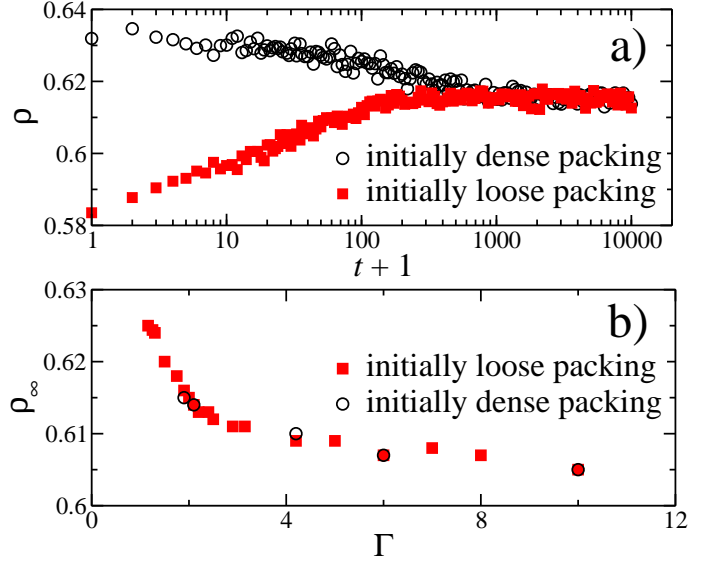 0.64
a)
0.62
ρ
0.6
initially dense packing
initially loose packing
0.58
1 10 100 1000 10000
t + 1
0.63
b)
0.62
initially loose packing
ρ∞
initially dense packing
0.61
0.6
0 4 8 12
Γ